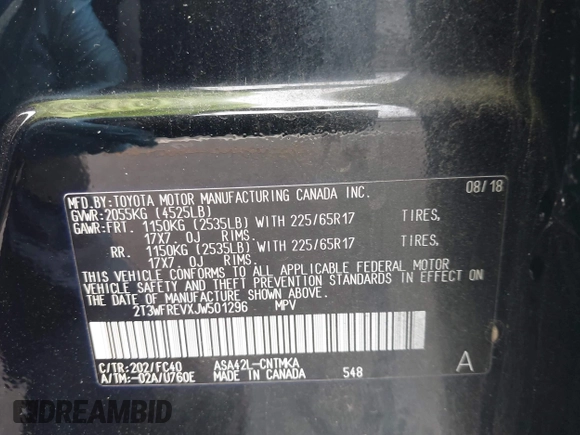 MFD.BY:TOYOTA MOTOR MANUFACTURING CANADA INC. 08/18
GVWR:2055KG (4525LB)
GAWR:FRT. 1150KG (2535LB) WITH 225/65R17 TIRES,
17X7. OJ RIMS.
RR. 1150KG (2535LB) WITH 225/65R17 TIRES,
17X7. OJ RIMS.
THIS VEHICLE CONFORMS TO ALL APPLICABLE FEDERAL MOTOR
VEHICLE SAFETY AND THEFT PREVENTION STANDARDS IN EFFECT ON
THE DATE OF MANUFACTURE SHOWN ABOVE.
2T3WFREVXJW501296 MPV
C/TR:202/FC40 ASA42L-CNTMKA A
A/TM:-02A/U760E MADE IN CANADA 548
DREAMBID